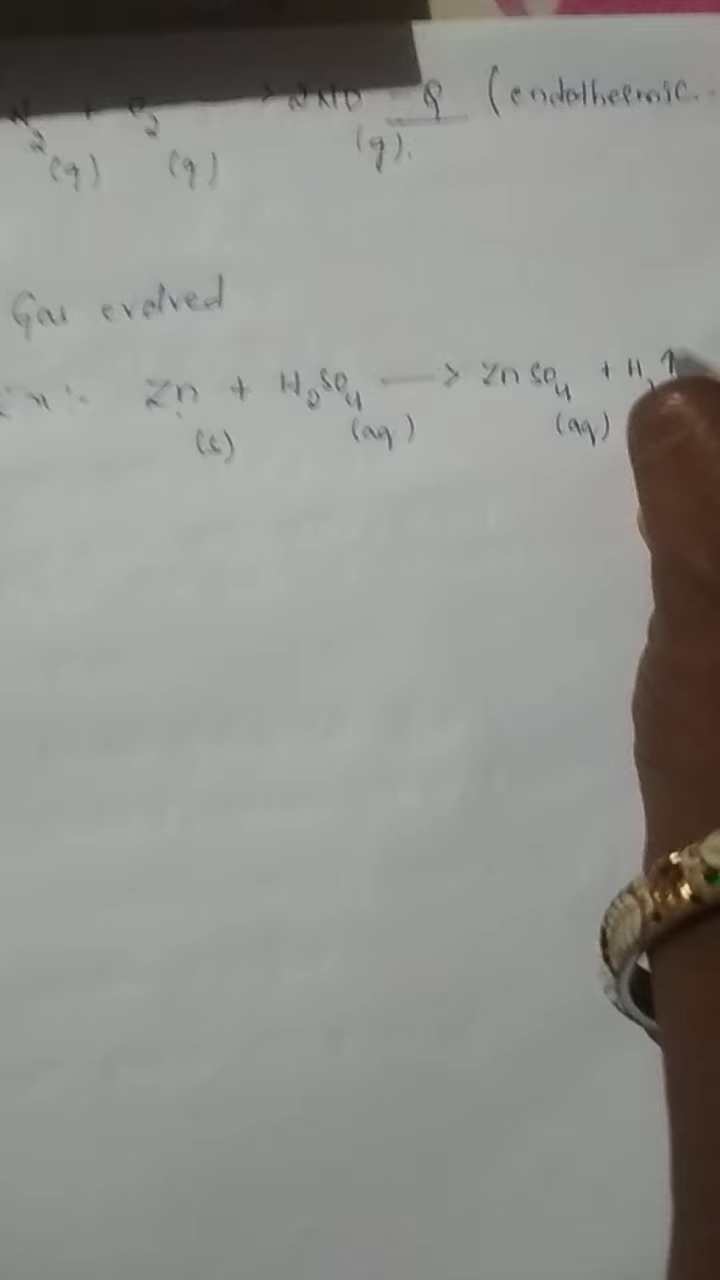 N₂ + O₂ → 2NO - Q (endothermic.
(g) (g) (g).
Gas evolved
Ex:- Zn + H₂SO₄ → ZnSO₄ + H₂↑
(s) (aq) (aq)